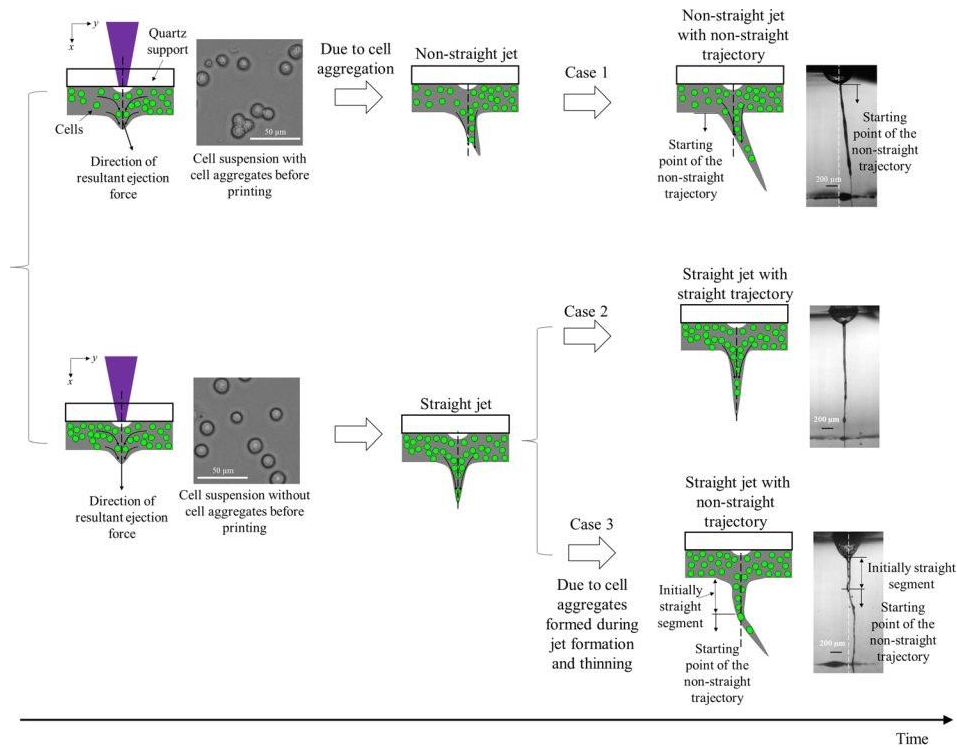 y
x
Quartz
support
Cells
Direction of
resultant ejection
force
50 µm
Cell suspension with
cell aggregates before
printing
Due to cell
aggregation
Non-straight jet
Case 1
Non-straight jet
with non-straight
trajectory
Starting
point of the
non-straight
trajectory
Starting
point of the
non-straight
trajectory
200 µm
y
x
Direction of
resultant ejection
force
50 µm
Cell suspension without
cell aggregates before
printing
Straight jet
Case 2
Straight jet with
straight trajectory
200 µm
Case 3
Due to cell
aggregates
formed during
jet formation
and thinning
Straight jet with
non-straight
trajectory
Initially
straight
segment
Starting
point of the
non-straight
trajectory
Initially straight
segment
Starting
point of the
non-straight
trajectory
200 µm
Time